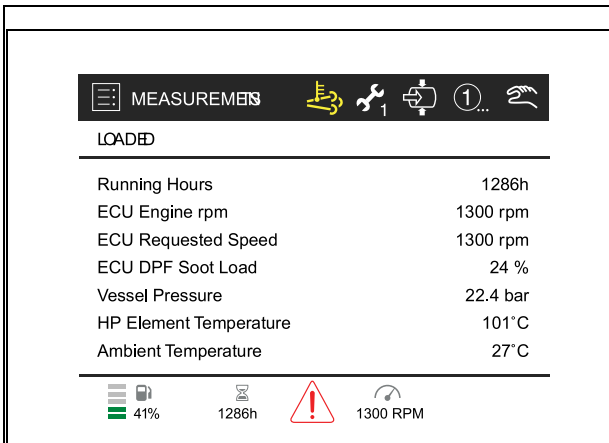 MEASUREMENTS 1 1...
LOADED
Running Hours 1286h
ECU Engine rpm 1300 rpm
ECU Requested Speed 1300 rpm
ECU DPF Soot Load 24 %
Vessel Pressure 22.4 bar
HP Element Temperature 101°C
Ambient Temperature 27°C
41% 1286h ! 1300 RPM